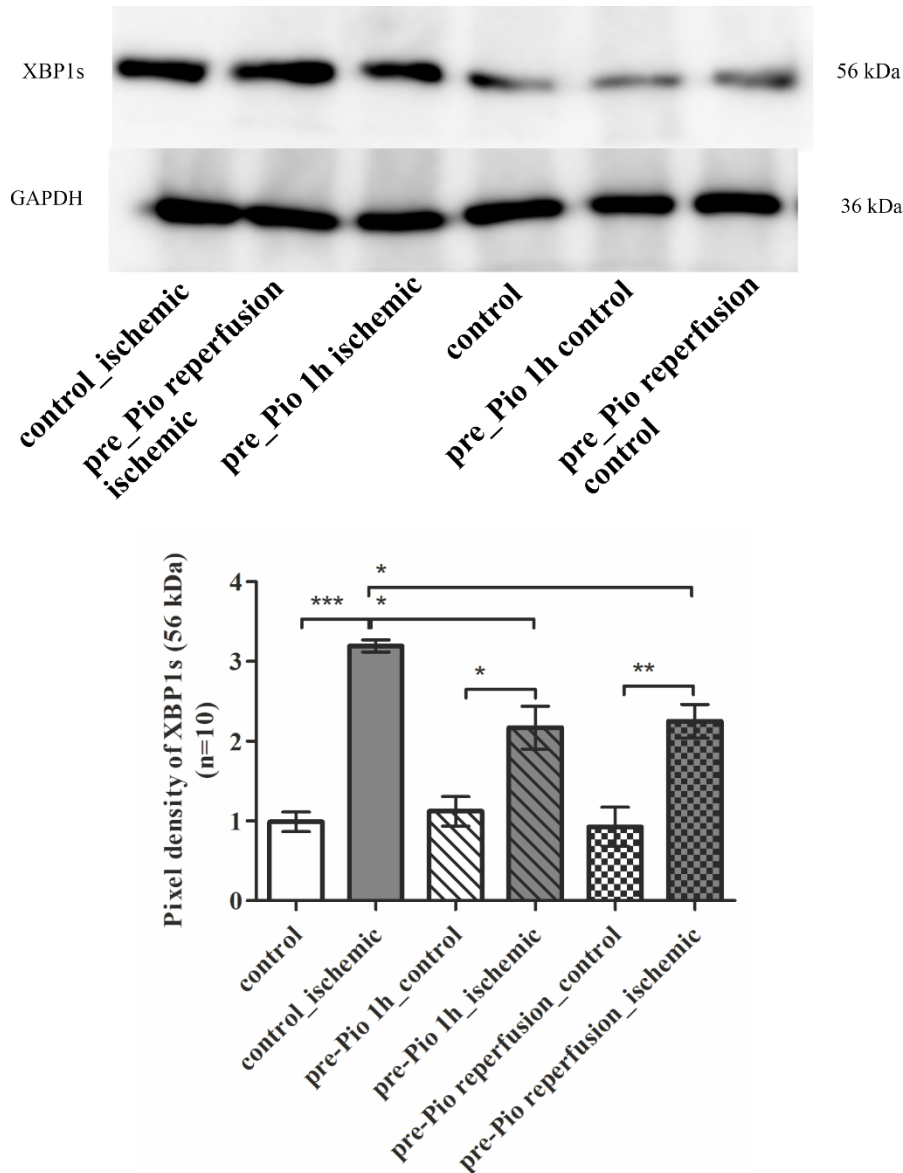 XBP1s
56 kDa
GAPDH
36 kDa
control_ischemic
pre_Pio reperfusion
ischemic
pre_Pio 1h ischemic
control
pre_Pio 1h control
pre_Pio reperfusion
control
Pixel density of XBP1s (56 kDa)
(n=10)
4
3
2
1
0
*
***
*
*
**
control
control_ischemic
pre-Pio 1h_control
pre-Pio 1h_ischemic
pre-Pio reperfusion_control
pre-Pio reperfusion_ischemic